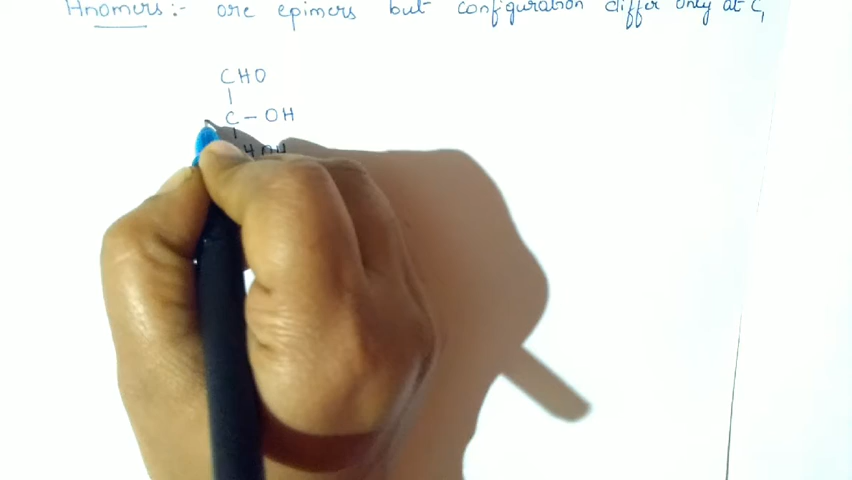 Anomers :- are epimers but configuration differ only at C1
CHO
|
C - OH
|